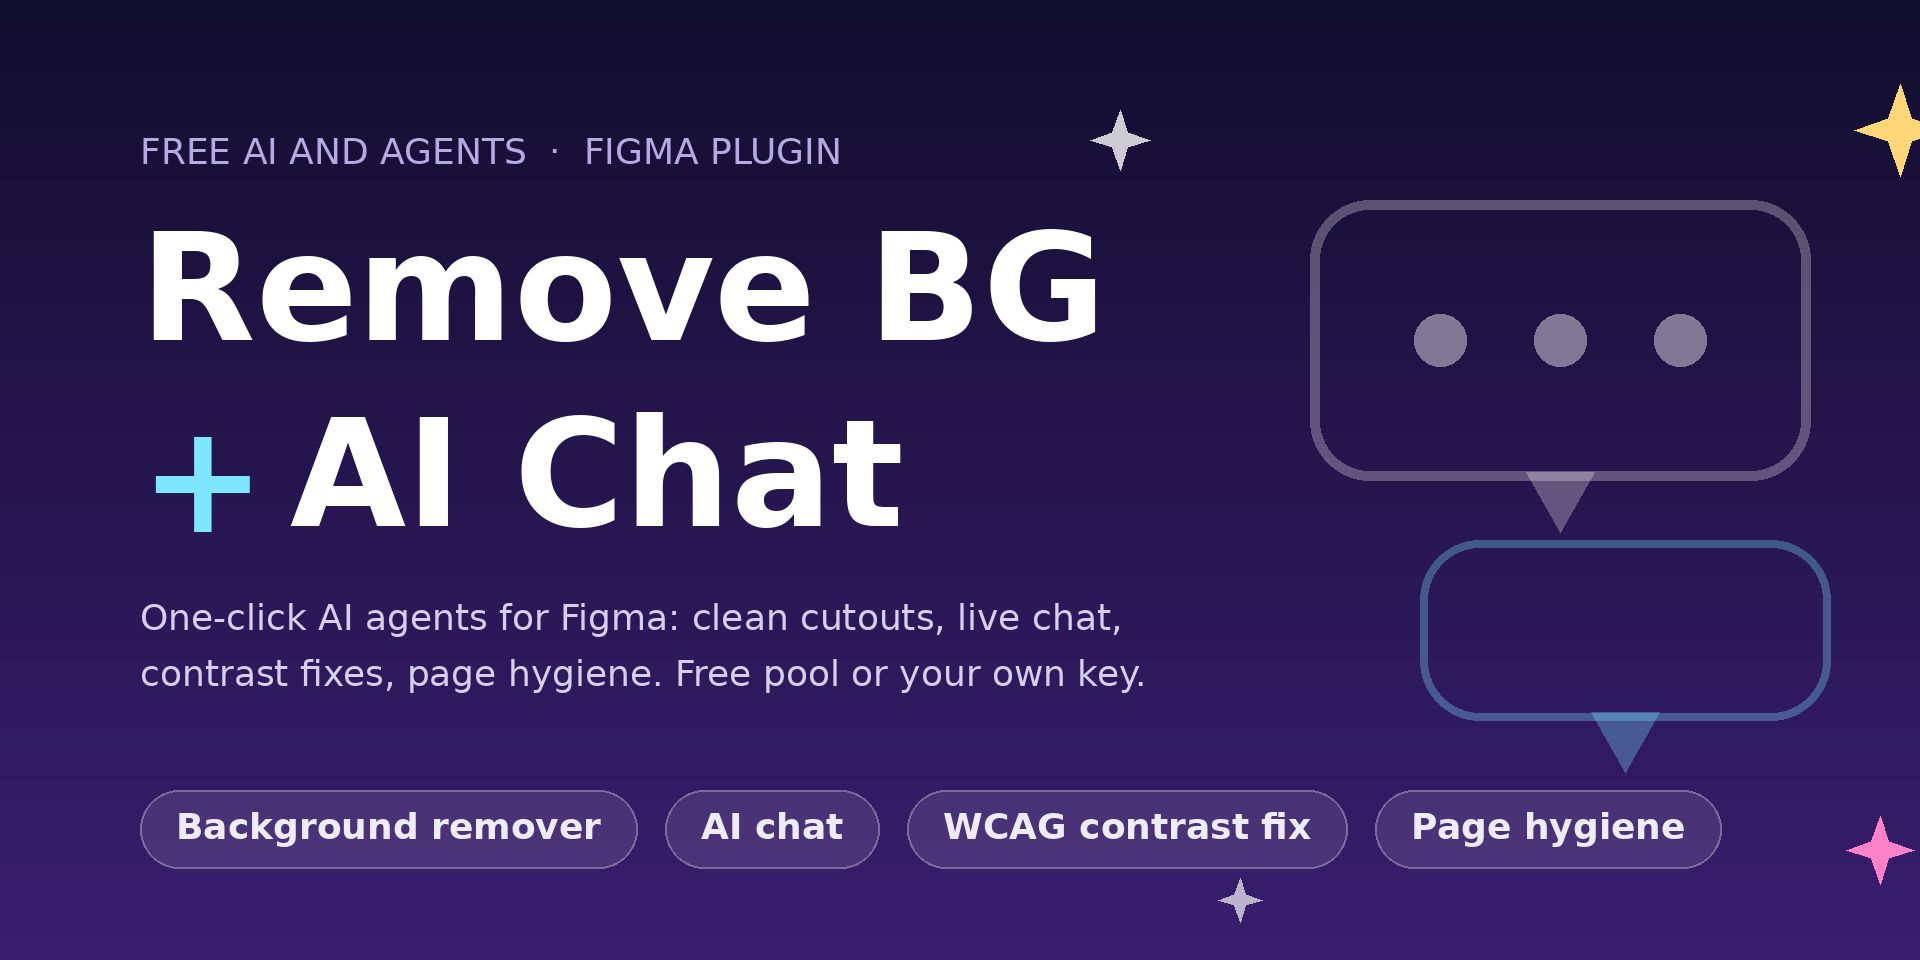 FREE AI AND AGENTS · FIGMA PLUGIN
Remove BG
+ AI Chat
One-click AI agents for Figma: clean cutouts, live chat,
contrast fixes, page hygiene. Free pool or your own key.
Background remover
AI chat
WCAG contrast fix
Page hygiene